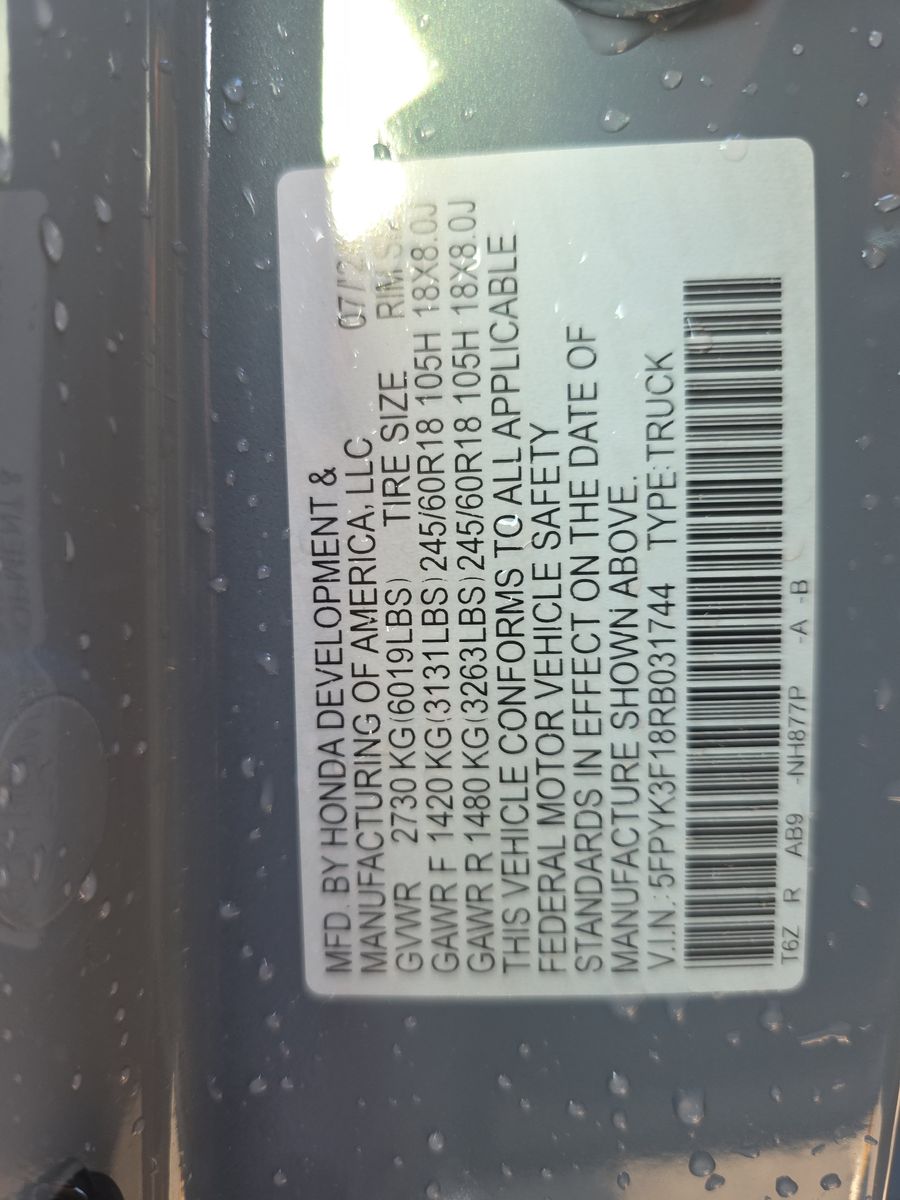 MFD. BY HONDA DEVELOPMENT &
MANUFACTURING OF AMERICA, LLC
GVWR 2730 KG(6019LBS) TIRE SIZE
GAWR F 1420 KG(3131LBS) 245/60R18 105H 18X8.0J
GAWR R 1480 KG(3263LBS) 245/60R18 105H 18X8.0J
THIS VEHICLE CONFORMS TO ALL APPLICABLE
FEDERAL MOTOR VEHICLE SAFETY
STANDARDS IN EFFECT ON THE DATE OF
MANUFACTURE SHOWN ABOVE.
V.I.N.: 5FPYK3F18RB031744 TYPE:TRUCK
T6Z R AB9 -NH877P -A -B